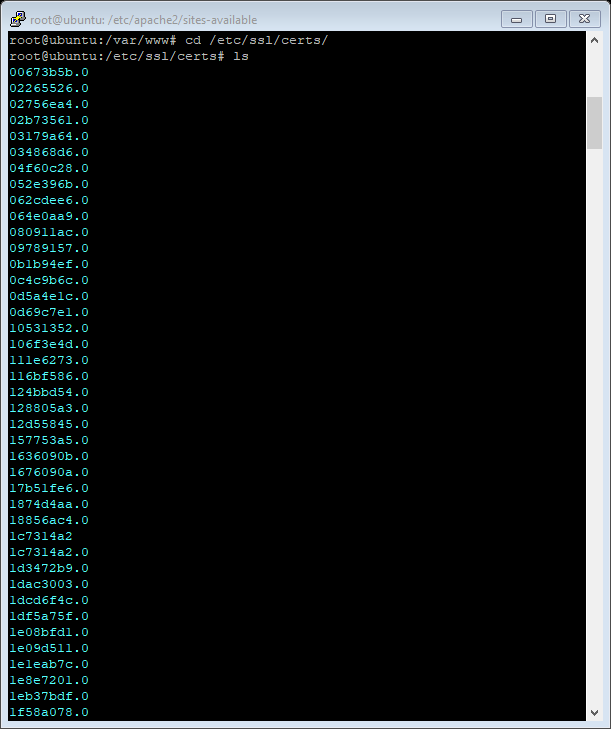 root@ubuntu: /etc/apache2/sites-available
root@ubuntu:/var/www# cd /etc/ssl/certs/
root@ubuntu:/etc/ssl/certs# ls
00673b5b.0
02265526.0
02756ea4.0
02b73561.0
03179a64.0
034868d6.0
04f60c28.0
052e396b.0
062cdee6.0
064e0aa9.0
080911ac.0
09789157.0
0b1b94ef.0
0c4c9b6c.0
0d5a4e1c.0
0d69c7e1.0
10531352.0
106f3e4d.0
111e6273.0
116bf586.0
124bbd54.0
128805a3.0
12d55845.0
157753a5.0
1636090b.0
1676090a.0
17b51fe6.0
1874d4aa.0
18856ac4.0
1c7314a2
1c7314a2.0
1d3472b9.0
1dac3003.0
1dcd6f4c.0
1df5a75f.0
1e08bfd1.0
1e09d511.0
1e1eab7c.0
1e8e7201.0
1eb37bdf.0
1f58a078.0